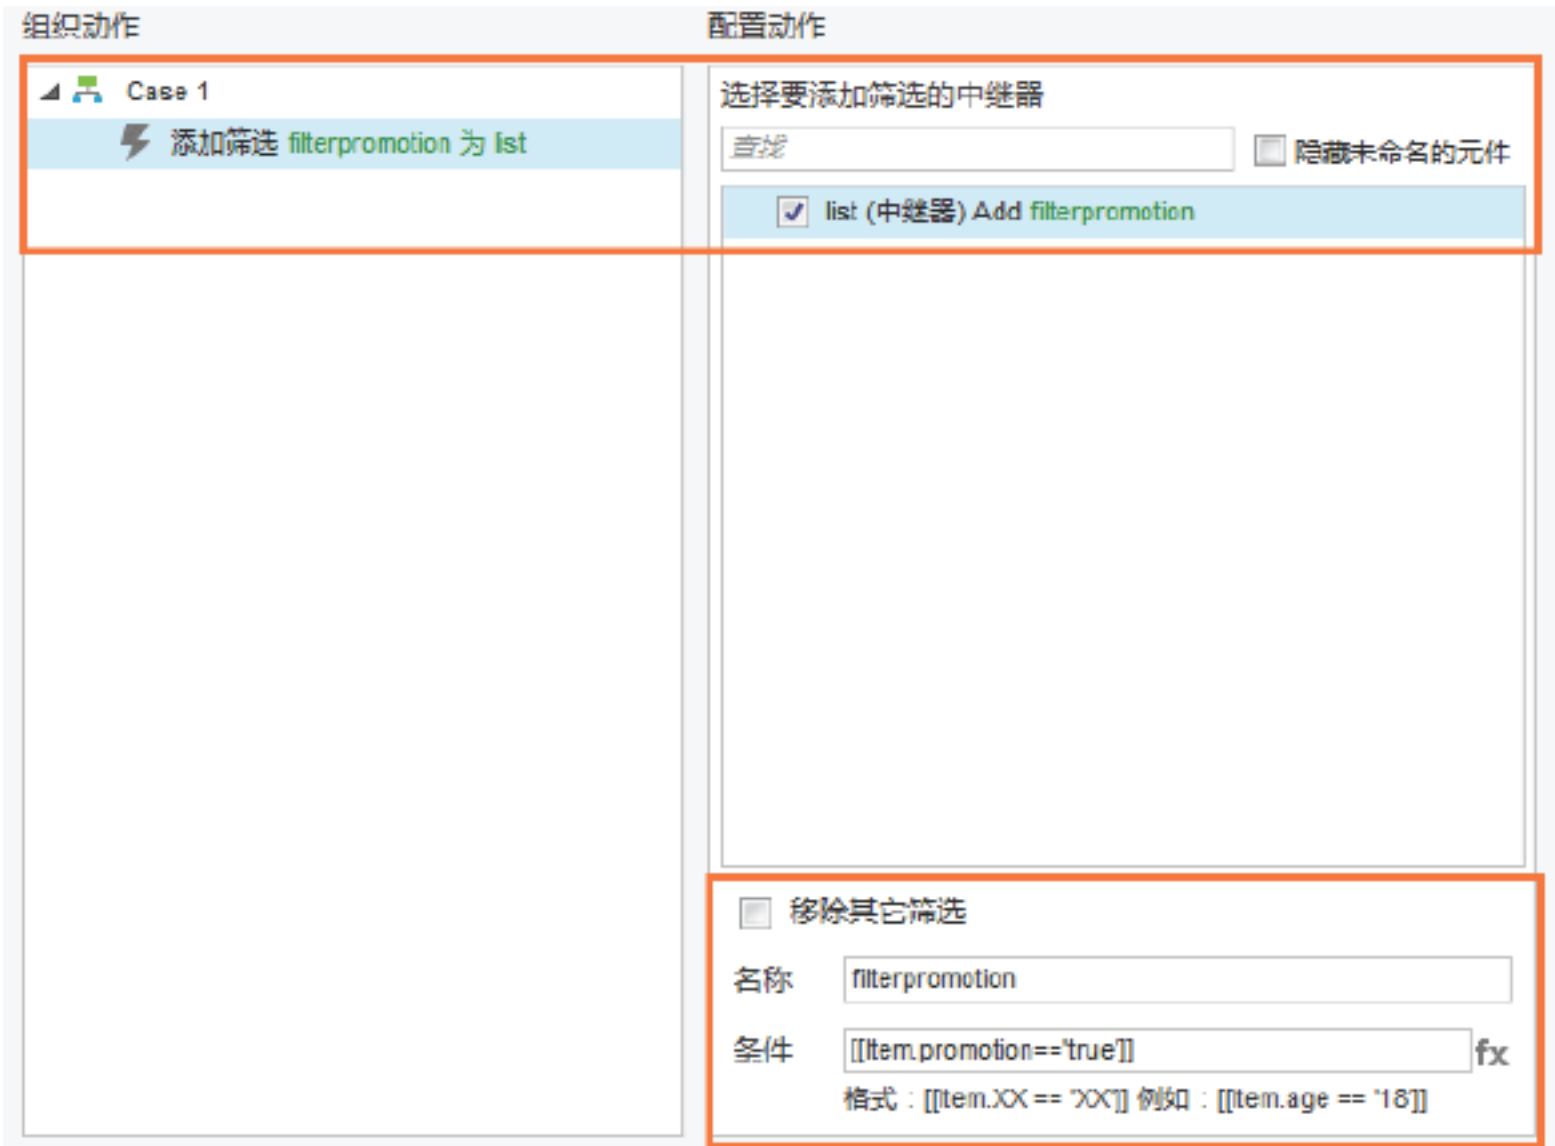 组织动作
配置动作
Case 1
添加筛选 filterpromotion 为 list
选择要添加筛选的中继器
查找
隐藏未命名的元件
list (中继器) Add filterpromotion
移除其它筛选
名称 filterpromotion
条件 [[Item.promotion=='true']] fx
格式：[[Item.XX == 'XX']] 例如：[[Item.age == '18']]